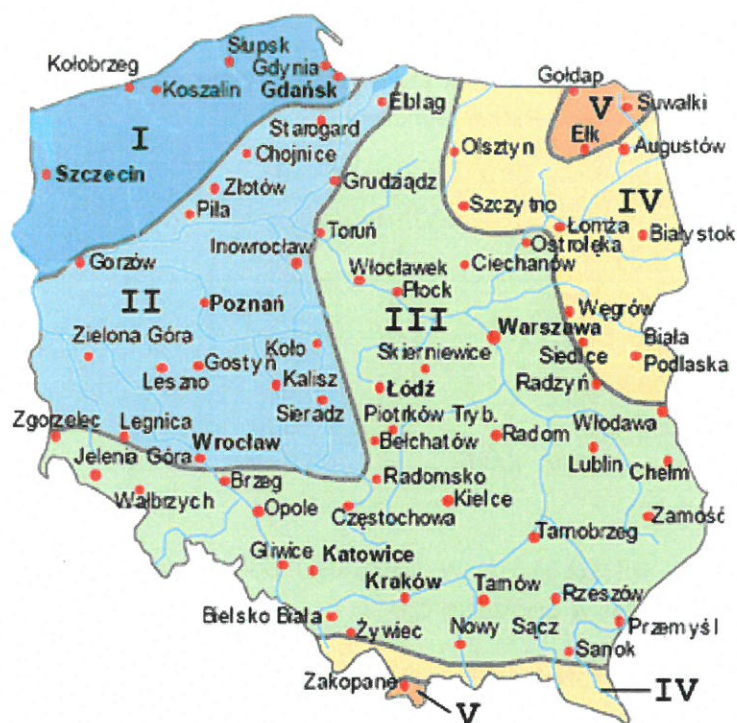 Słupsk
Kołobrzeg
Gdynia
Koszalin
Gdańsk
Gołdap
V
Suwałki
Ebląg
I
Starogard
Ełk
Olsztyn
Augustów
Chojnice
Szczecin
Grudziądz
Złotów
Szczytno
IV
Piła
Łomża
Toruń
Białystok
Ostrołęka
Inowrocław
Gorzów
Włocławek
Ciechanów
Płock
II
Poznań
Węgrów
III
Warszawa
Zielona Góra
Koło
Biała
Podlaska
Skierniewice
Siedlce
Gostyń
Leszno
Kalisz
Łódź
Radzyń
Sieradz
Zgorzelec
Legnica
Piotrków Tryb.
Włodawa
Wrocław
Bełchatów
Radom
Jelenia Góra
Lublin
Chełm
Brzeg
Radomsko
Wałbrzych
Kielce
Opole
Częstochowa
Zamość
Tarnobrzeg
Gliwice
Katowice
Kraków
Tarnów
Rzeszów
Bielsko Biała
Przemyśl
Żywiec
Nowy Sącz
Sanok
Zakopane
IV
V